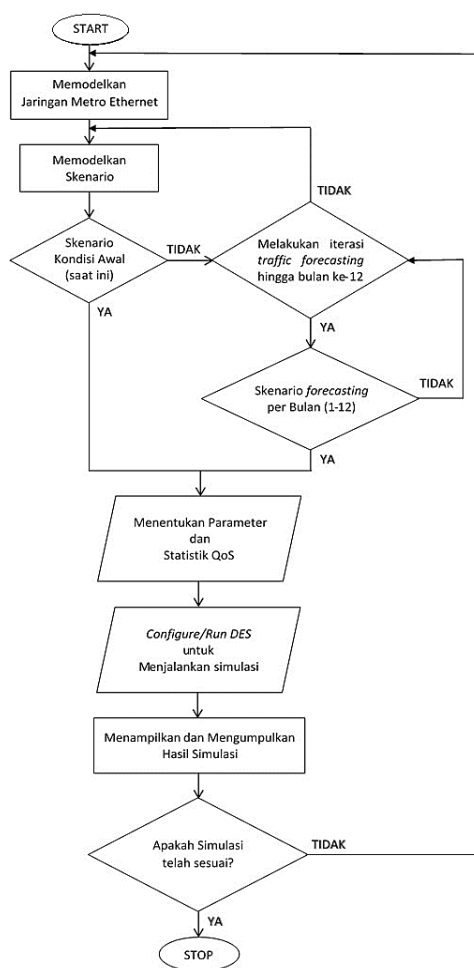 START
Memodelkan
Jaringan Metro Ethernet
Memodelkan
Skenario
TIDAK
Skenario
Kondisi Awal
(saat ini)
TIDAK
Melakukan iterasi
traffic forecasting
hingga bulan ke-12
YA
YA
Skenario forecasting
per Bulan (1-12)
TIDAK
YA
Menentukan Parameter
dan
Statistik QoS
Configure/Run DES
untuk
Menjalankan simulasi
Menampilkan dan Mengumpulkan
Hasil Simulasi
Apakah Simulasi
telah sesuai?
TIDAK
YA
STOP